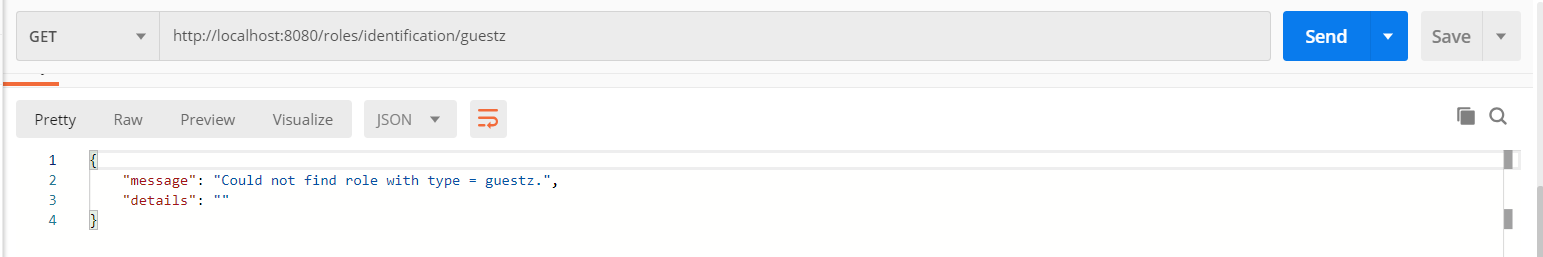 GET http://localhost:8080/roles/identification/guestz Send Save
Pretty Raw Preview Visualize JSON
1 {
2 "message": "Could not find role with type = guestz.",
3 "details": ""
4 }